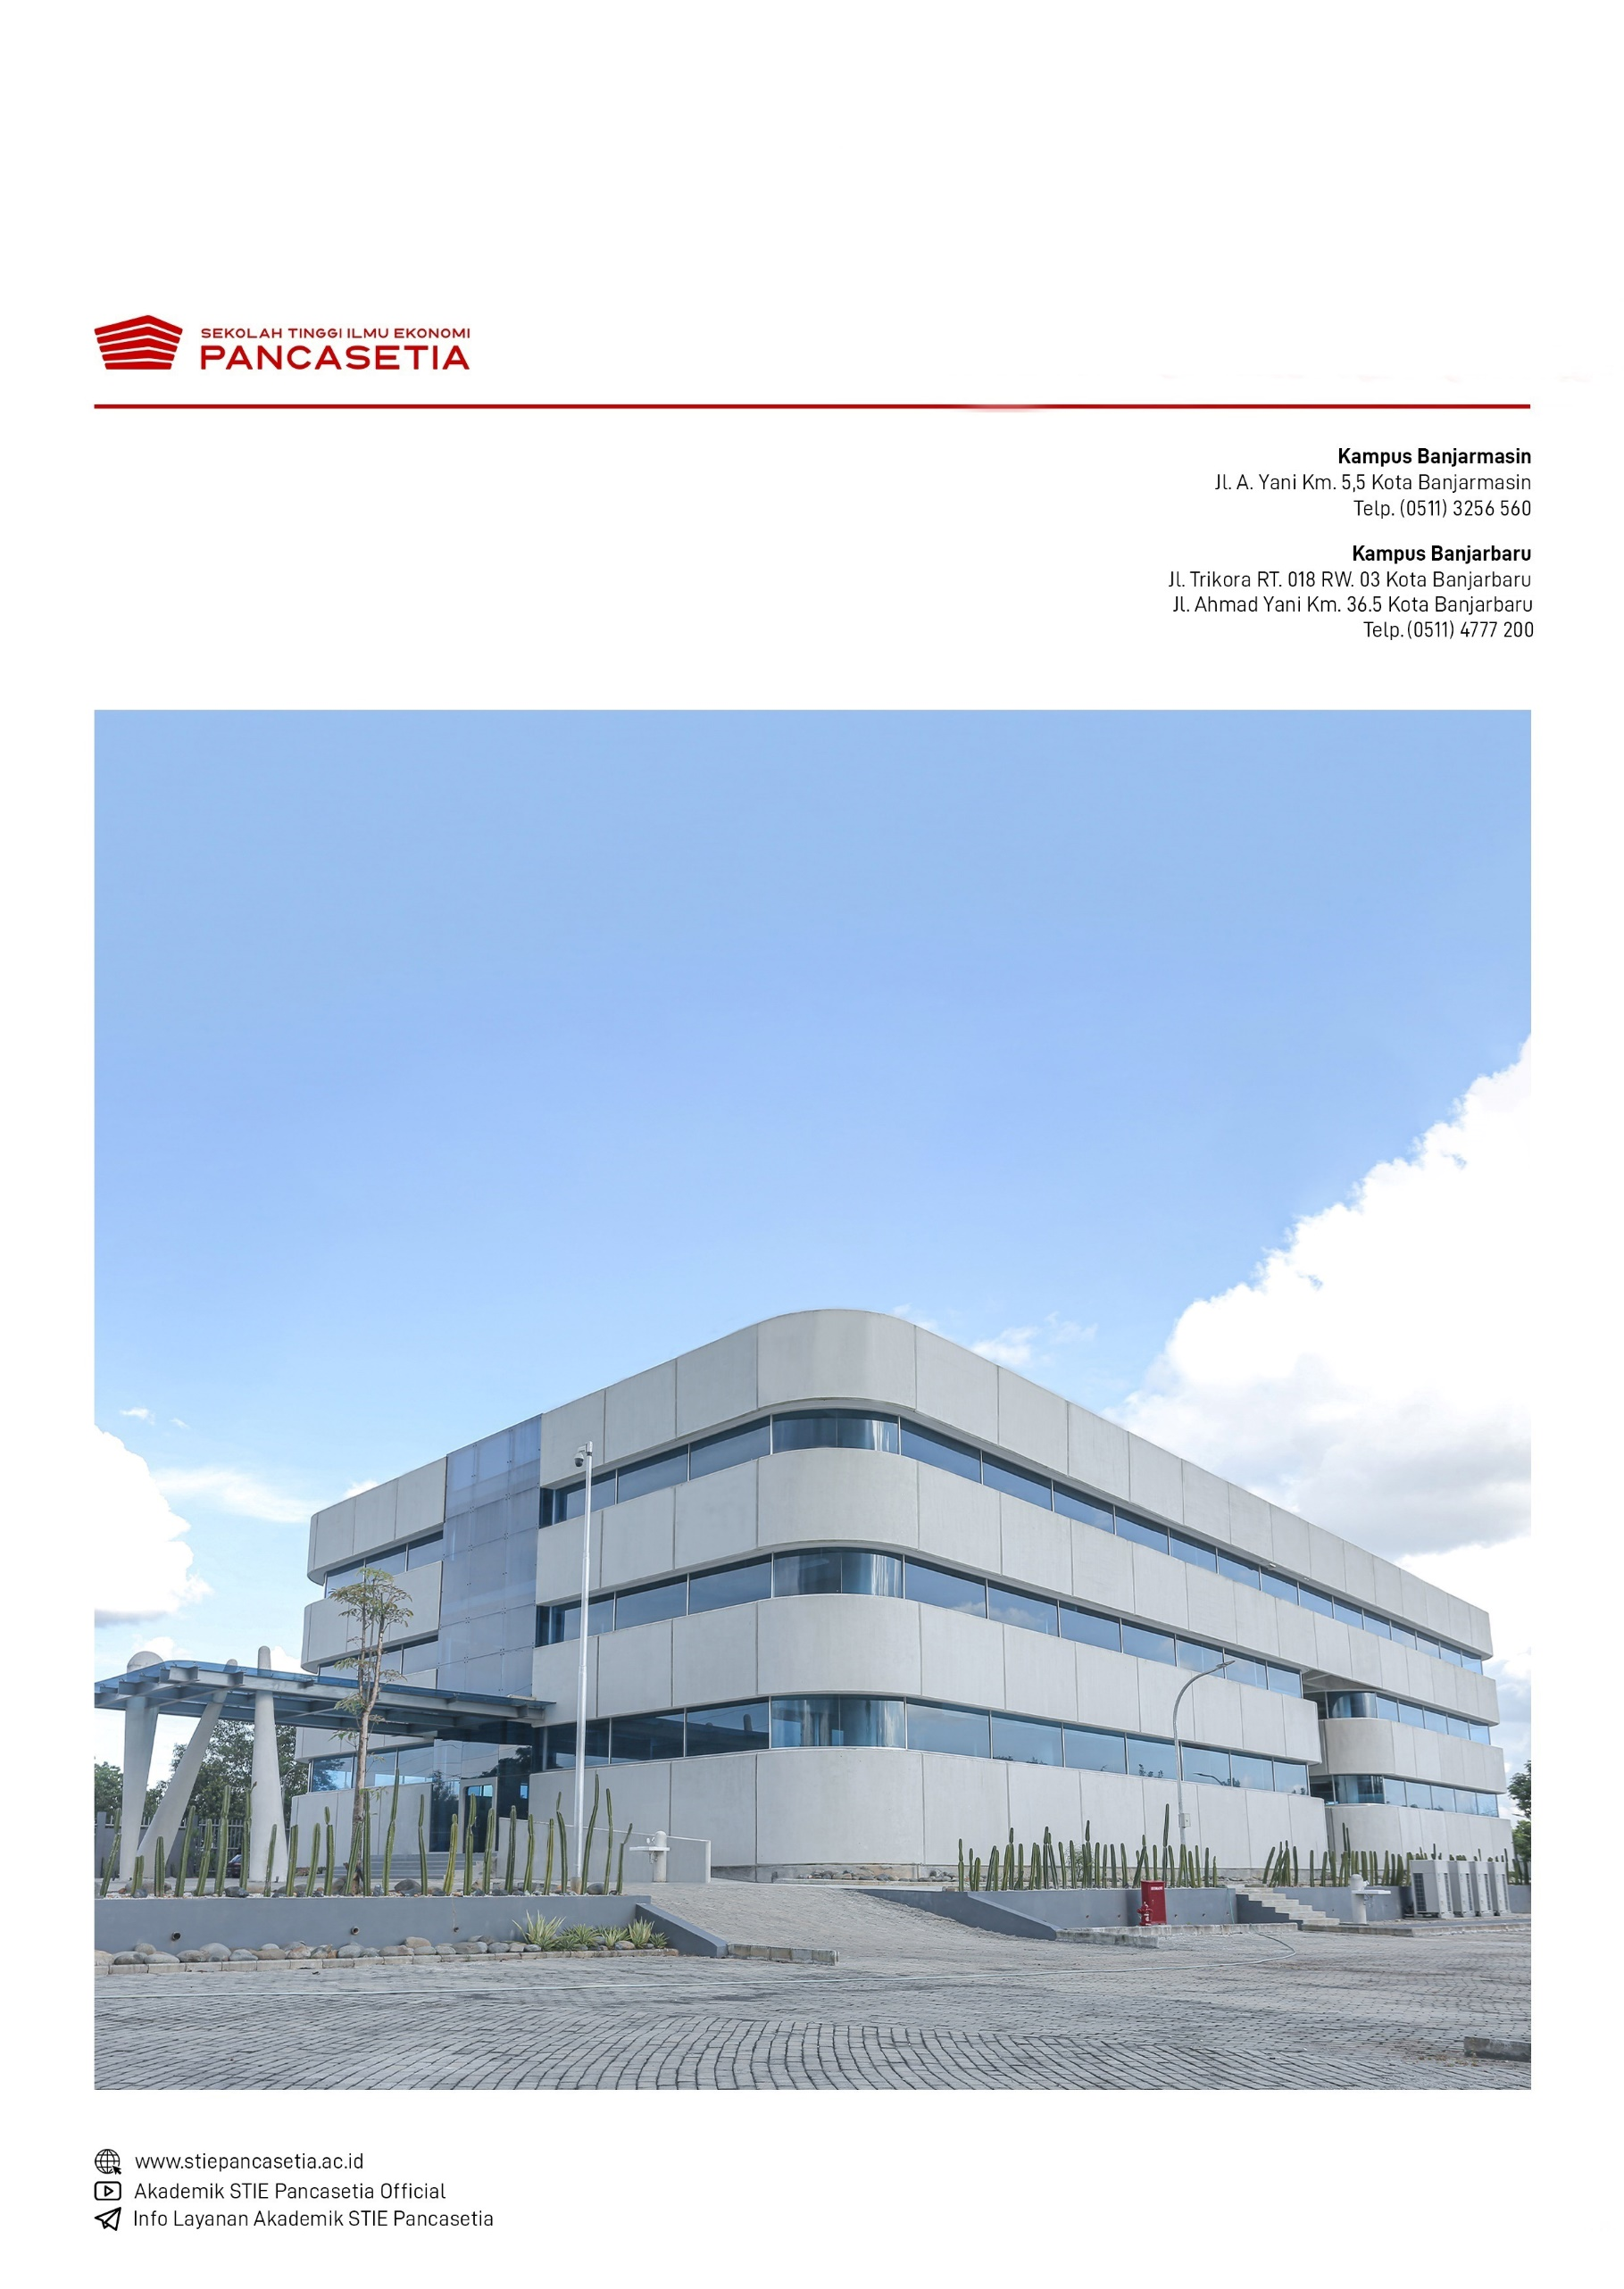 SEKOLAH TINGGI ILMU EKONOMI
PANCASETIA
Kampus Banjarmasin
Jl. A. Yani Km. 5,5 Kota Banjarmasin
Telp. (0511) 3256 560
Kampus Banjarbaru
Jl. Trikora RT. 018 RW. 03 Kota Banjarbaru
Jl. Ahmad Yani Km. 36.5 Kota Banjarbaru
Telp. (0511) 4777 200
www.stiepancasetia.ac.id
Akademik STIE Pancasetia Official
Info Layanan Akademik STIE Pancasetia